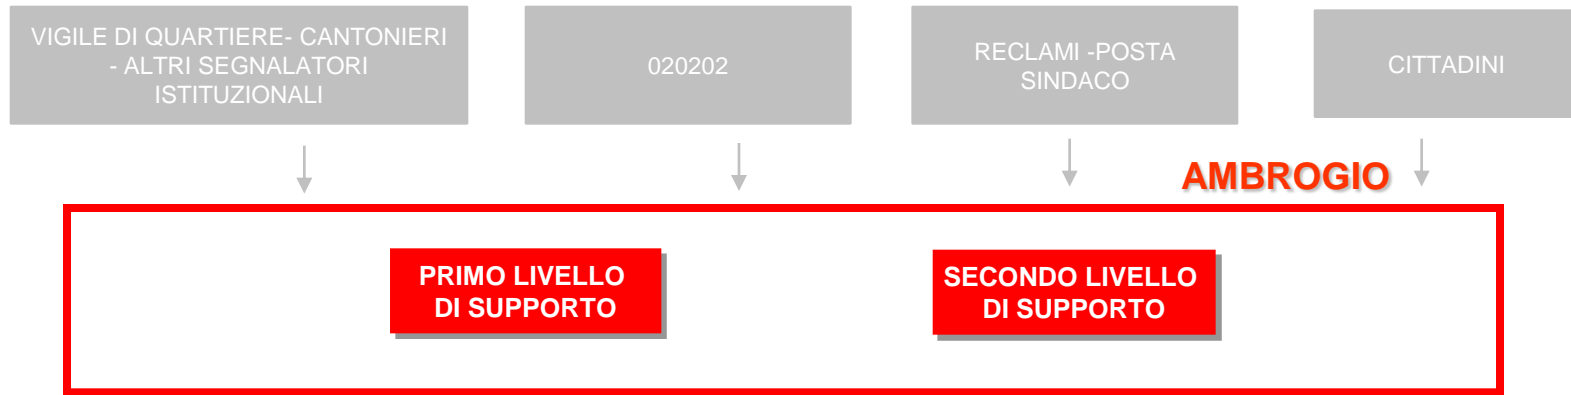 VIGILE DI QUARTIERE- CANTONIERI
- ALTRI SEGNALATORI
ISTITUZIONALI
020202
RECLAMI -POSTA
SINDACO
CITTADINI
AMBROGIO
PRIMO LIVELLO
DI SUPPORTO
SECONDO LIVELLO
DI SUPPORTO